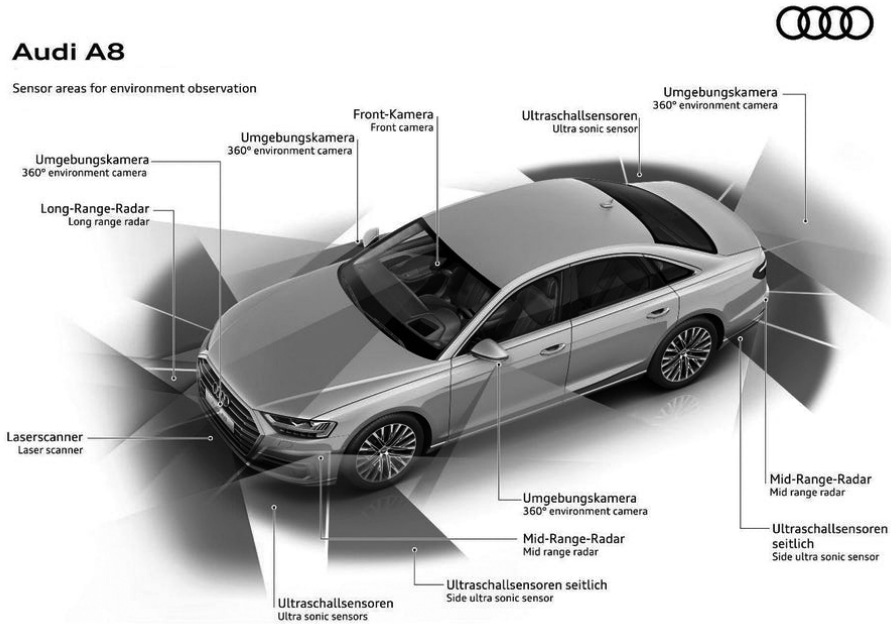 Audi A8
Sensor areas for environment observation
Umgebungskamera
360° environment camera
Front-Kamera
Front camera
Ultraschallsensoren
Ultra sonic sensor
Umgebungskamera
360° environment camera
Umgebungskamera
360° environment camera
Long-Range-Radar
Long range radar
Laserscanner
Laser scanner
Mid-Range-Radar
Mid range radar
Umgebungskamera
360° environment camera
Ultraschallsensoren
seitlich
Side ultra sonic sensor
Mid-Range-Radar
Mid range radar
Ultraschallsensoren seitlich
Side ultra sonic sensor
Ultraschallsensoren
Ultra sonic sensors